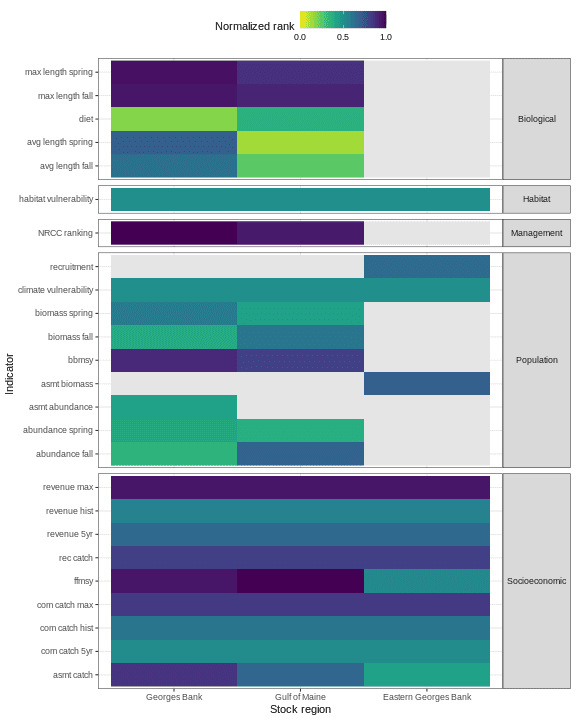 Normalized rank
0.0 0.5 1.0
max length spring
max length fall
diet
avg length spring
avg length fall
Biological
habitat vulnerability
Habitat
NRCC ranking
Management
recruitment
climate vulnerability
biomass spring
biomass fall
bbmsy
asmt biomass
asmt abundance
abundance spring
abundance fall
Population
revenue max
revenue hist
revenue 5yr
rec catch
ffmsy
com catch max
com catch hist
com catch 5yr
asmt catch
Socioeconomic
Indicator
Georges Bank Gulf of Maine Eastern Georges Bank
Stock region